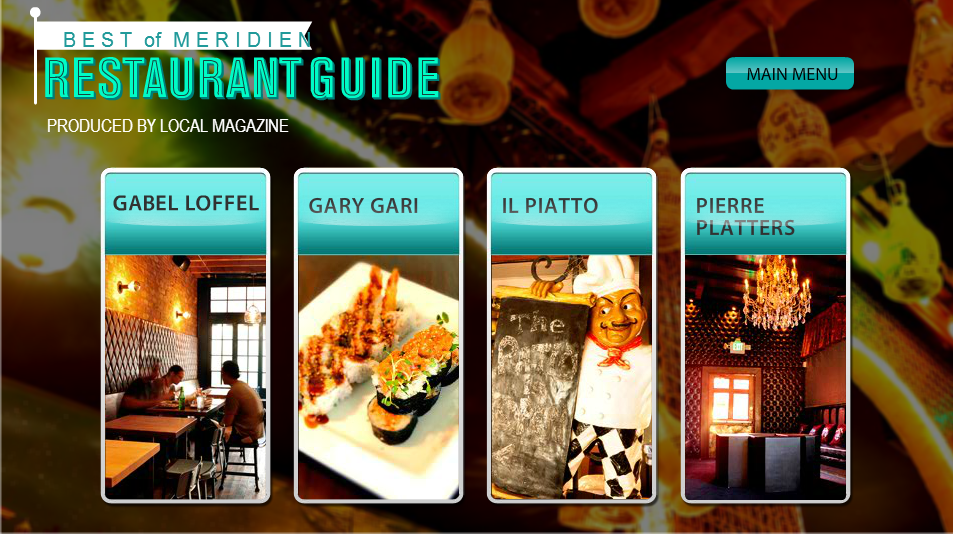 BEST of MERIDIEN
RESTAURANT GUIDE
PRODUCED BY LOCAL MAGAZINE
MAIN MENU
GABEL LOFFEL
GARY GARI
IL PIATTO
PIERRE
PLATTERS
The